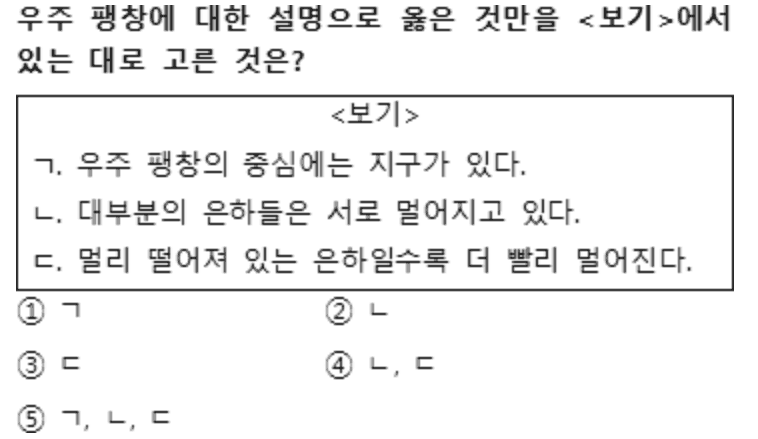 우주 팽창에 대한 설명으로 옳은 것만을 <보기>에서
있는 대로 고른 것은?
<보기>
ㄱ. 우주 팽창의 중심에는 지구가 있다.
ㄴ. 대부분의 은하들은 서로 멀어지고 있다.
ㄷ. 멀리 떨어져 있는 은하일수록 더 빨리 멀어진다.
① ㄱ ② ㄴ
③ ㄷ ④ ㄴ, ㄷ
⑤ ㄱ, ㄴ, ㄷ